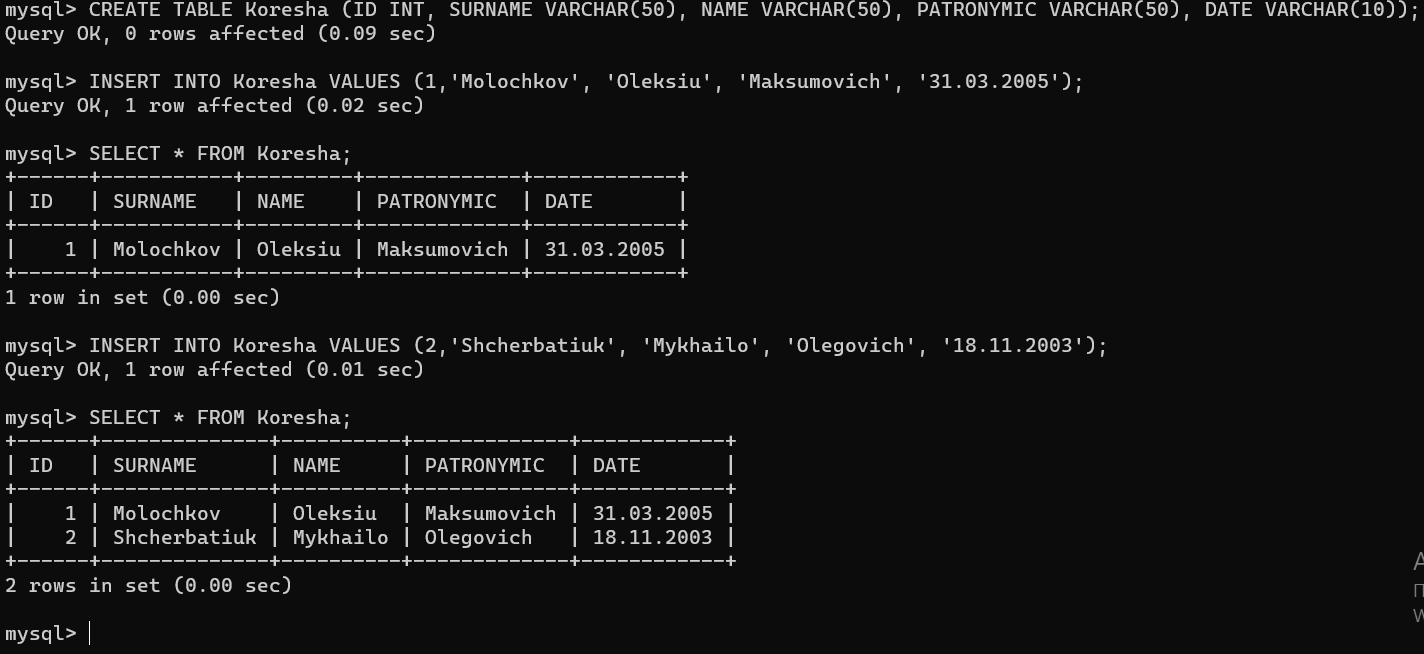 mysql> CREATE TABLE Koresha (ID INT, SURNAME VARCHAR(50), NAME VARCHAR(50), PATRONYMIC VARCHAR(50), DATE VARCHAR(10));
Query OK, 0 rows affected (0.09 sec)
mysql> INSERT INTO Koresha VALUES (1,'Molochkov', 'Oleksiu', 'Maksumovich', '31.03.2005');
Query OK, 1 row affected (0.02 sec)
mysql> SELECT * FROM Koresha;
+------+-----------+---------+-------------+------------+
| ID   | SURNAME   | NAME    | PATRONYMIC  | DATE       |
+------+-----------+---------+-------------+------------+
|    1 | Molochkov | Oleksiu | Maksumovich | 31.03.2005 |
+------+-----------+---------+-------------+------------+
1 row in set (0.00 sec)
mysql> INSERT INTO Koresha VALUES (2,'Shcherbatiuk', 'Mykhailo', 'Olegovich', '18.11.2003');
Query OK, 1 row affected (0.01 sec)
mysql> SELECT * FROM Koresha;
+------+--------------+----------+-------------+------------+
| ID   | SURNAME      | NAME     | PATRONYMIC  | DATE       |
+------+--------------+----------+-------------+------------+
|    1 | Molochkov    | Oleksiu  | Maksumovich | 31.03.2005 |
|    2 | Shcherbatiuk | Mykhailo | Olegovich   | 18.11.2003 |
+------+--------------+----------+-------------+------------+
2 rows in set (0.00 sec)
mysql>